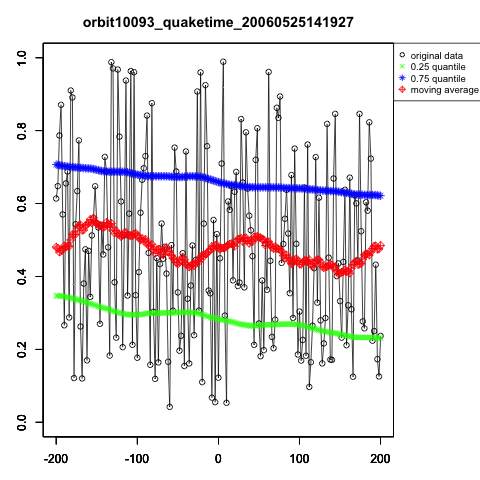 orbit10093_quaketime_20060525141927
original data
0.25 quantile
0.75 quantile
moving average
1.0
0.8
0.6
0.4
0.2
0.0
-200
-100
0
100
200